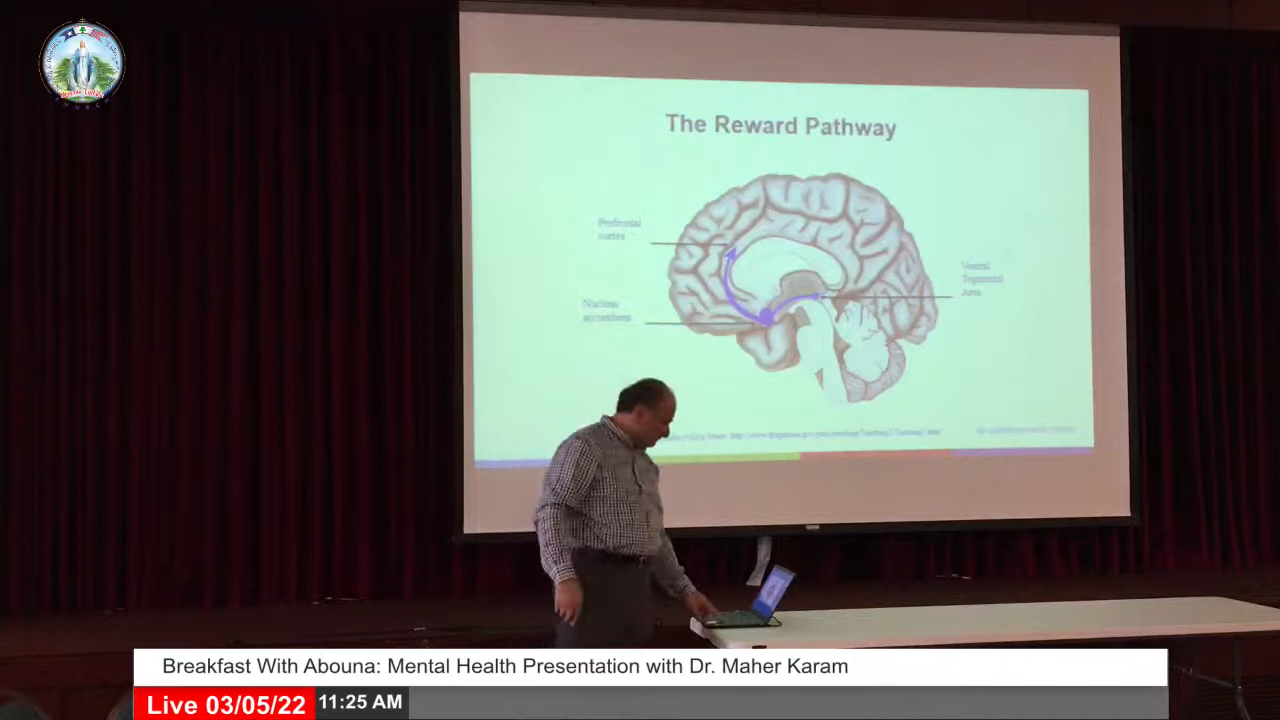 The Reward Pathway
Prefrontal
cortex
Ventral
Tegmental
Area
Nucleus
accumbens
Breakfast With Abouna: Mental Health Presentation with Dr. Maher Karam
Live 03/05/22
11:25 AM